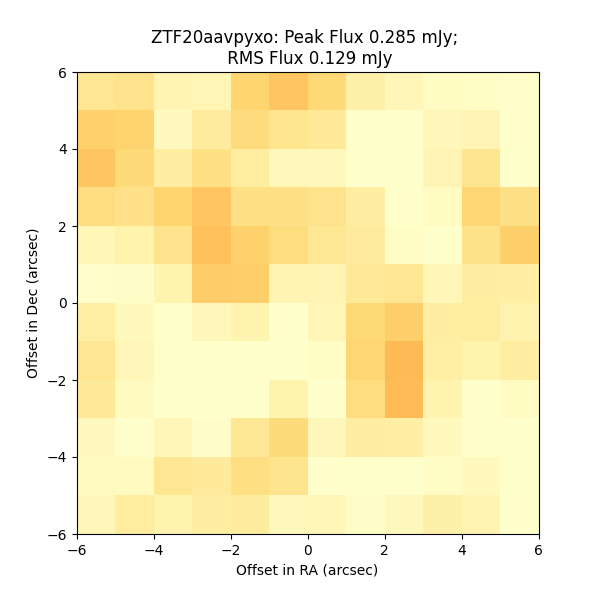 ZTF20aavpyxo: Peak Flux 0.285 mJy;
RMS Flux 0.129 mJy
6
4
2
0
−2
−4
−6
Offset in Dec (arcsec)
−6 −4 −2 0 2 4 6
Offset in RA (arcsec)